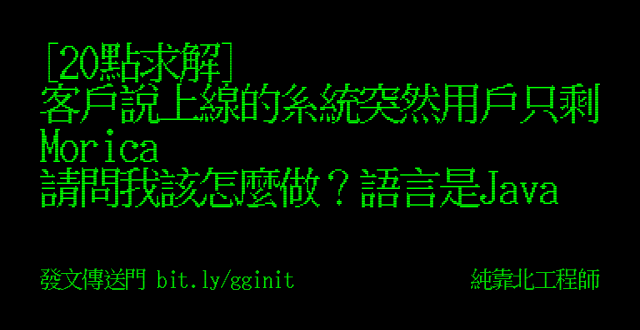 [20點求解]
客戶說上線的系統突然用戶只剩
Morica
請問我該怎麼做？語言是Java
發文傳送門 bit.ly/gginit
純靠北工程師